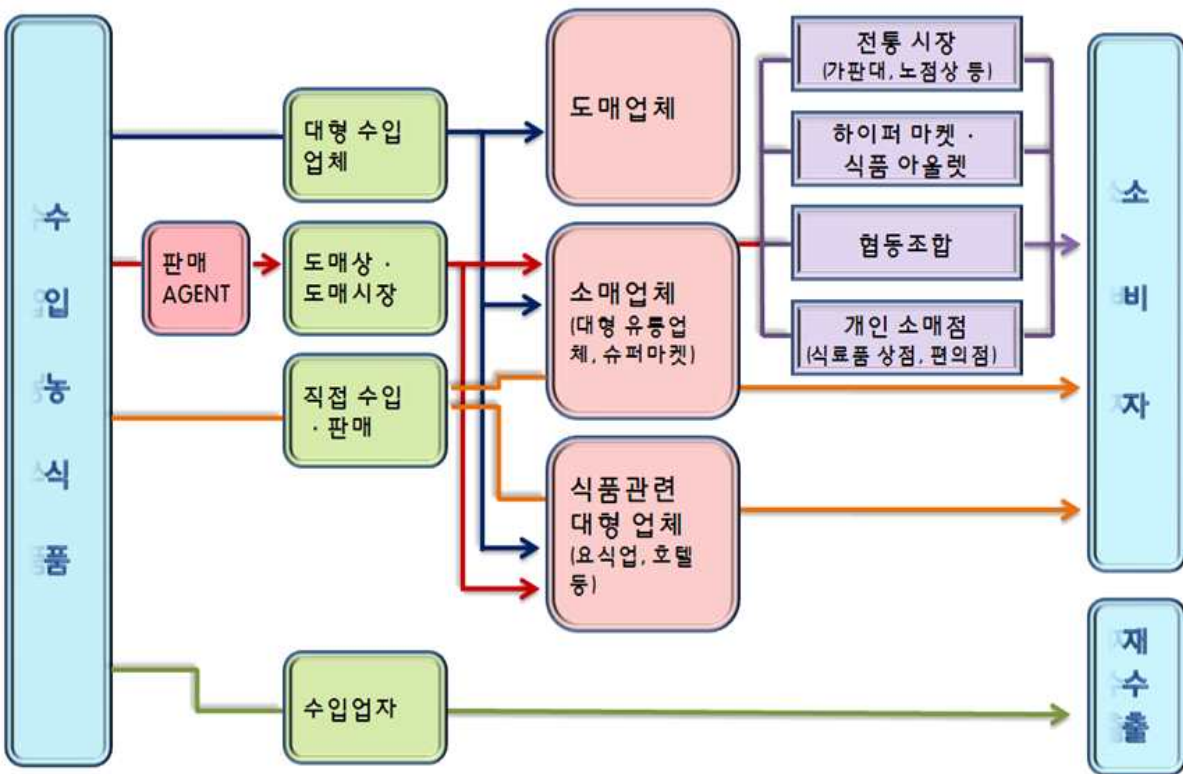 수입농식품
대형 수입
업체
판매
AGENT
도매상 ·
도매시장
직접 수입
· 판매
수입업자
도매업체
소매업체
(대형 유통업
체, 슈퍼마켓)
식품관련
대형 업체
(요식업, 호텔
등)
전통 시장
(가판대, 노점상 등)
하이퍼 마켓 ·
식품 아울렛
협동조합
개인 소매점
(식료품 상점, 편의점)
소비자
재수출